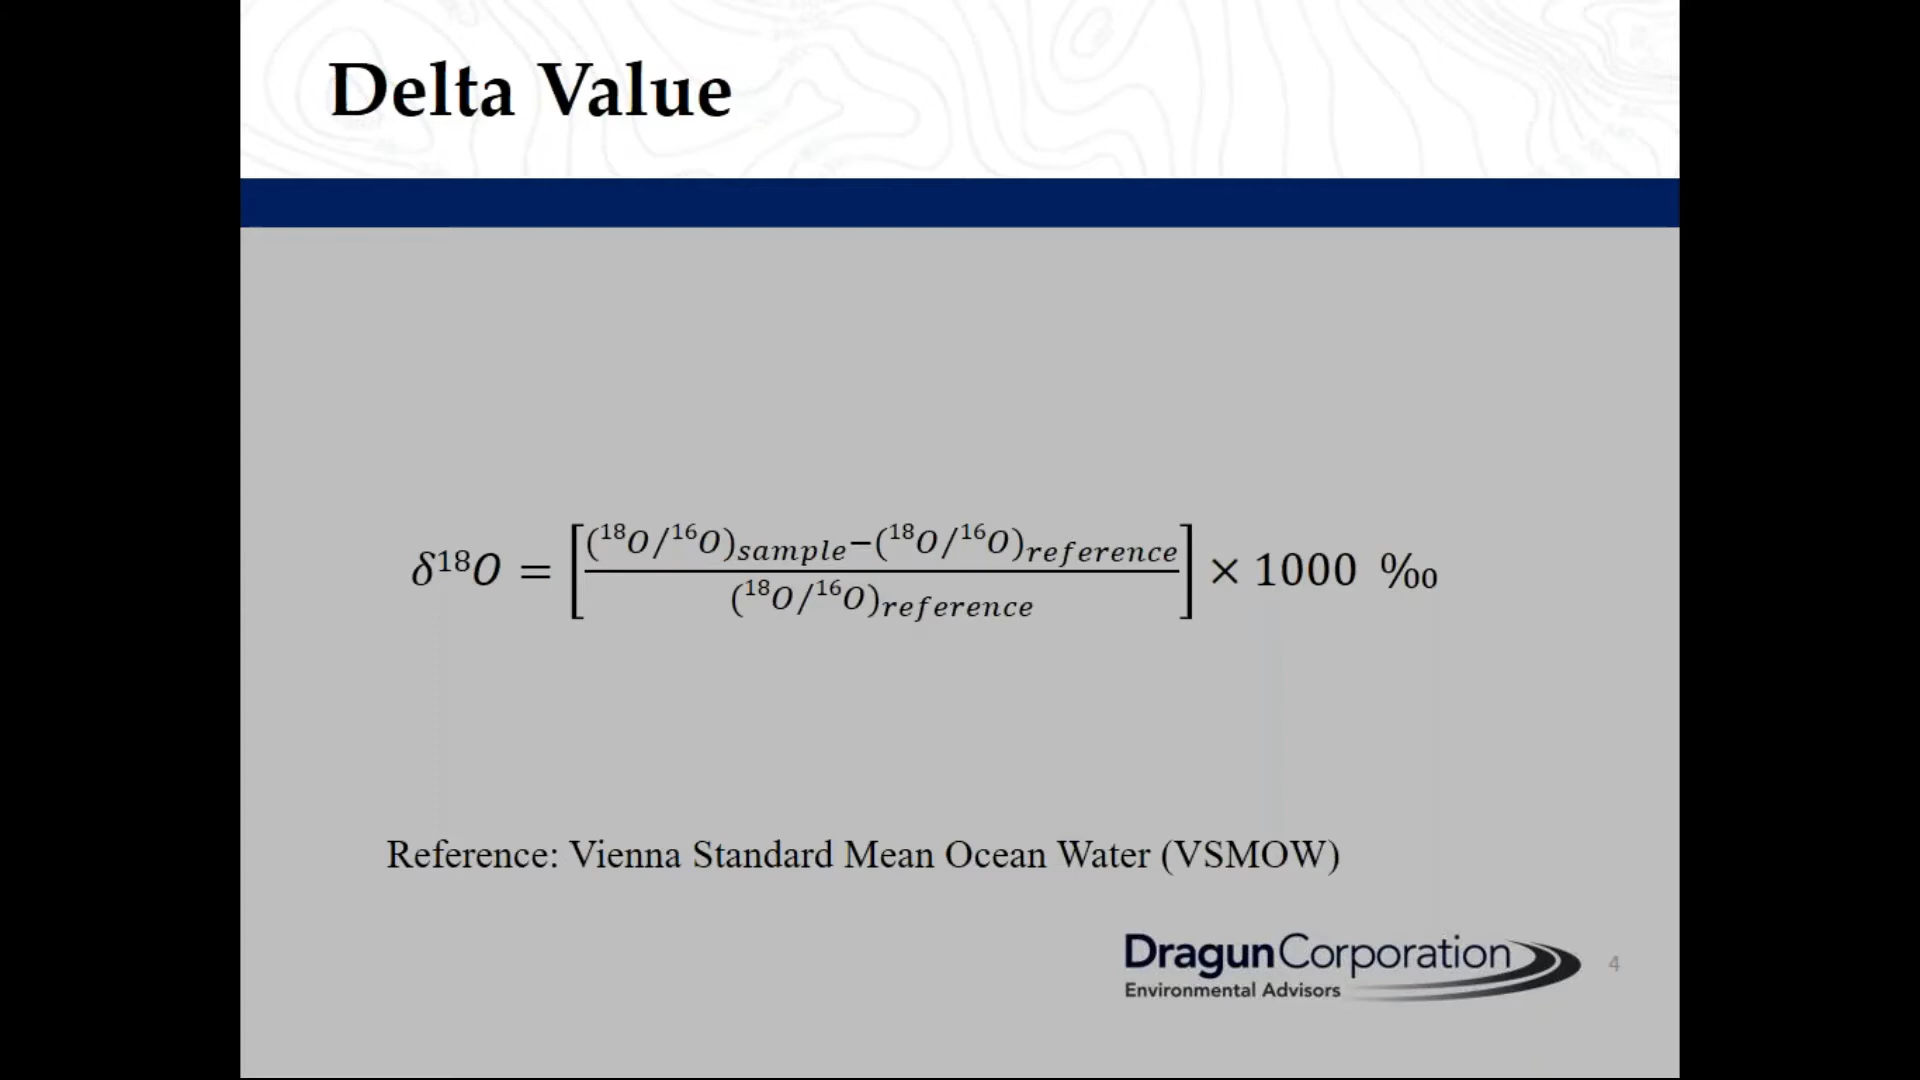 Delta Value
δ¹⁸O = [((¹⁸O/¹⁶O)sample−(¹⁸O/¹⁶O)reference) / (¹⁸O/¹⁶O)reference] × 1000 ‰
Reference: Vienna Standard Mean Ocean Water (VSMOW)
DragunCorporation
Environmental Advisors
4